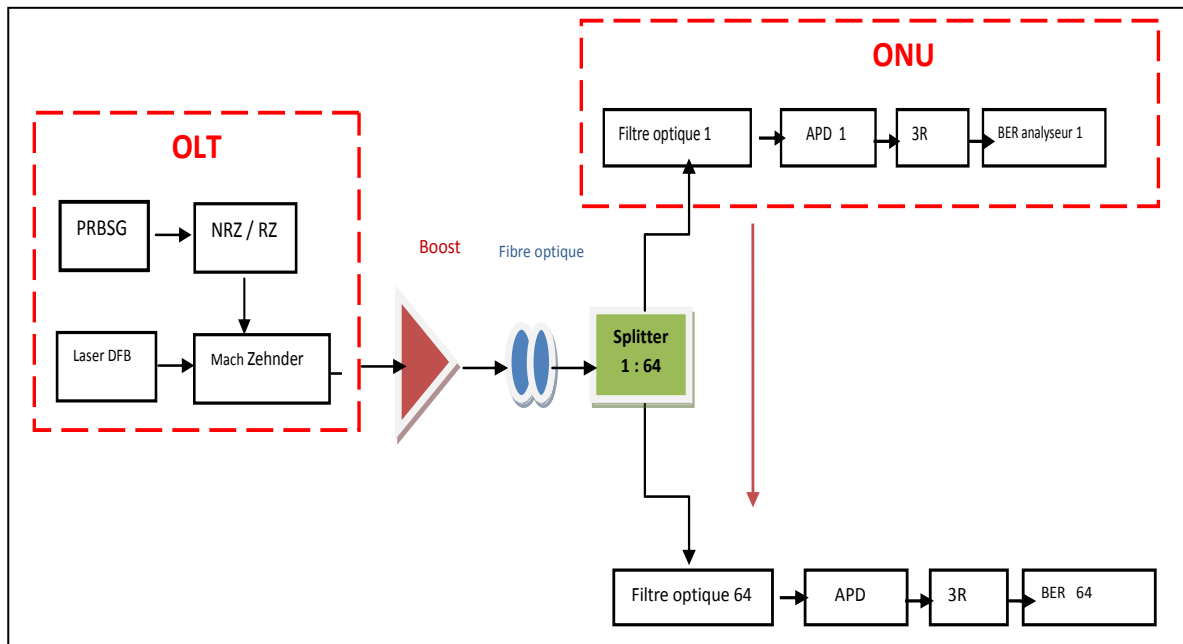 ONU
Filtre optique 1
APD 1
3R
BER analyseur 1
OLT
PRBSG
NRZ / RZ
Laser DFB
Mach Zehnder
Boost
Fibre optique
Splitter
1 : 64
Filtre optique 64
APD
3R
BER 64